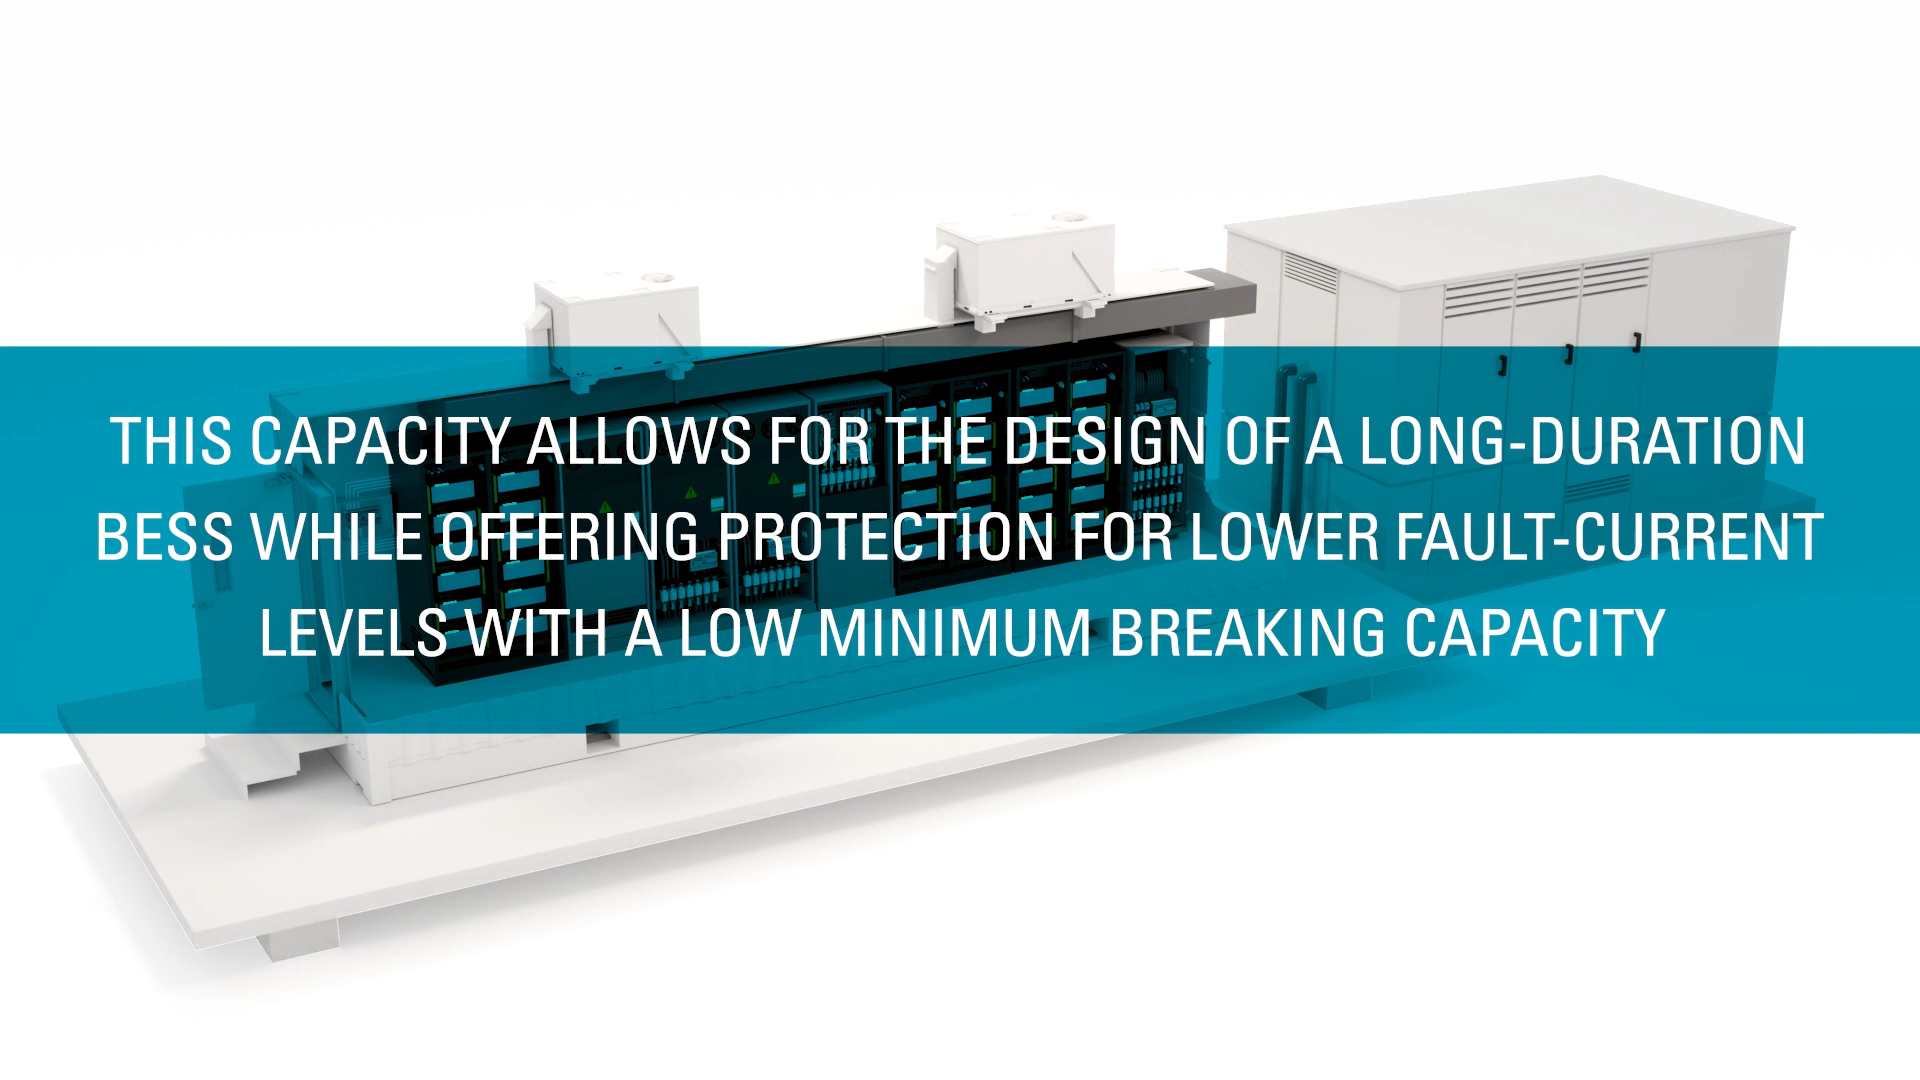 THIS CAPACITY ALLOWS FOR THE DESIGN OF A LONG-DURATION
BESS WHILE OFFERING PROTECTION FOR LOWER FAULT-CURRENT
LEVELS WITH A LOW MINIMUM BREAKING CAPACITY